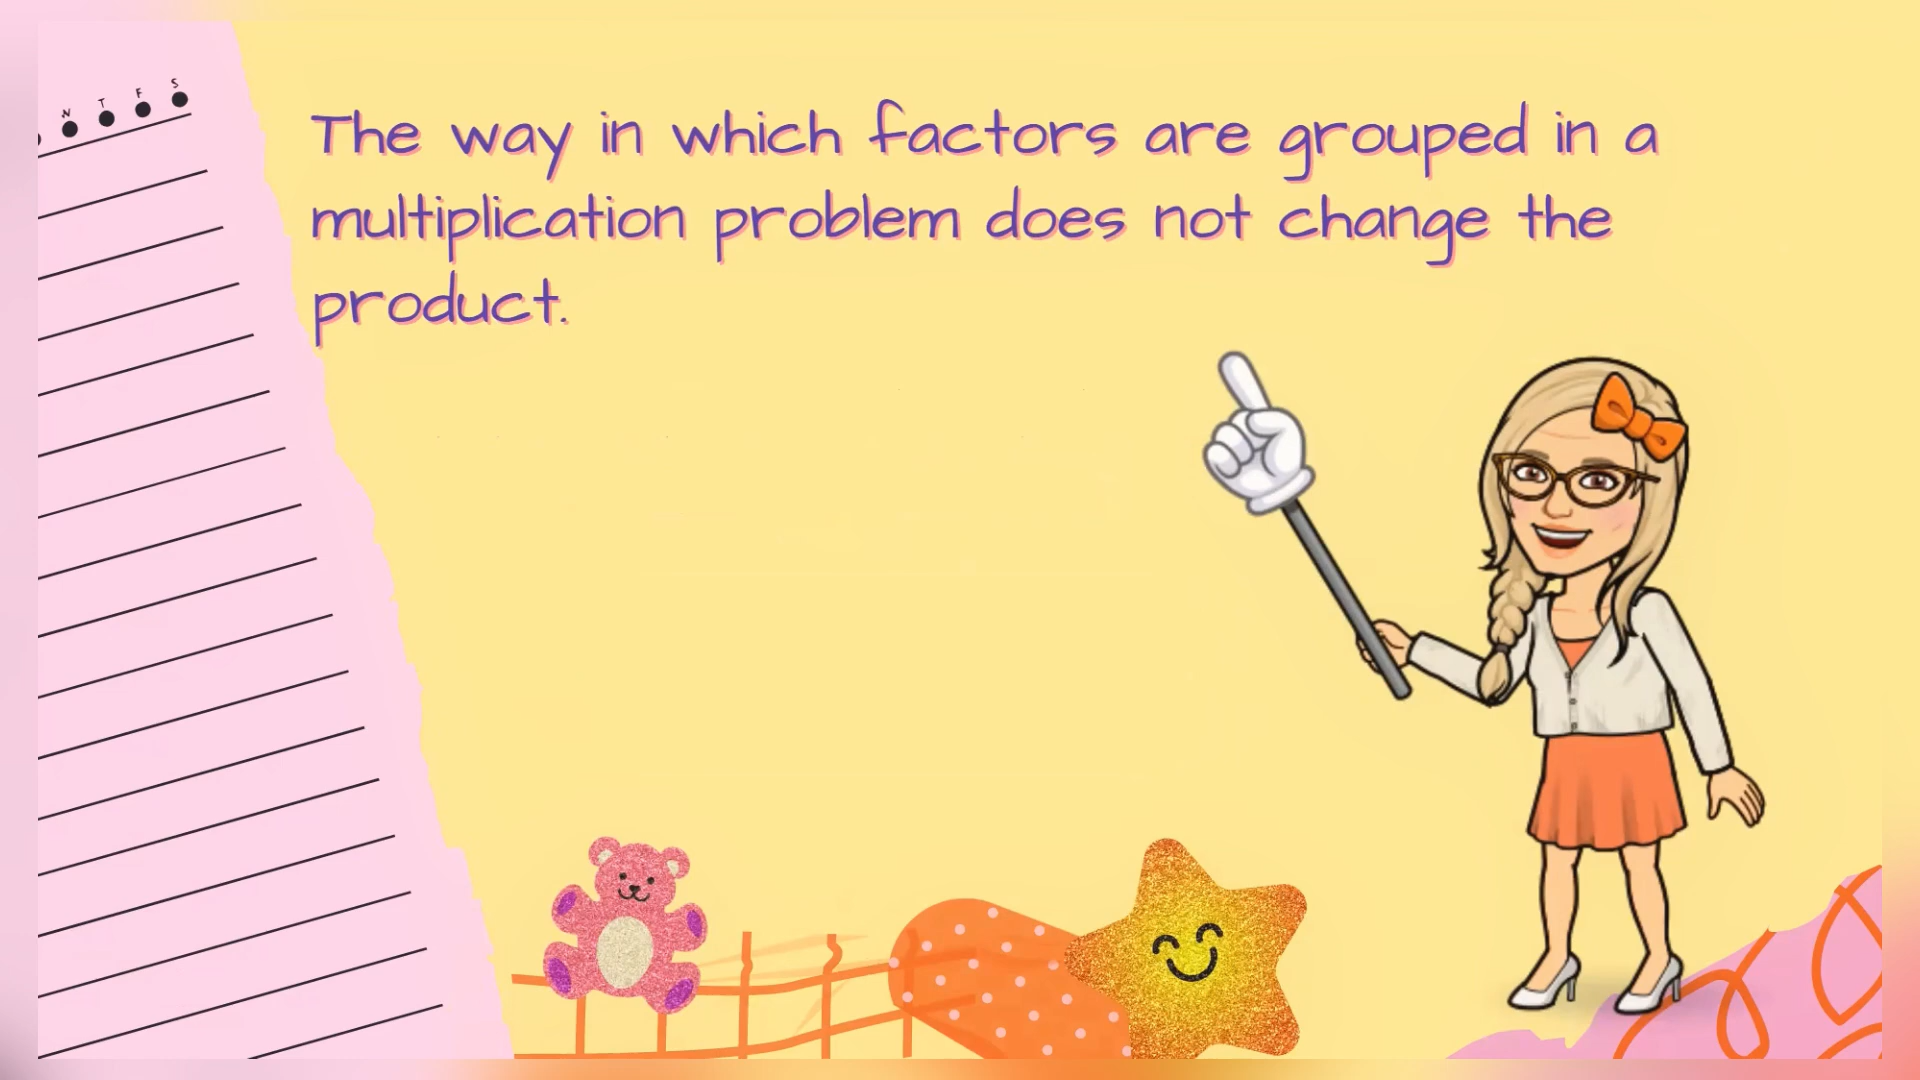 W T F S
The way in which factors are grouped in a
multiplication problem does not change the
product.